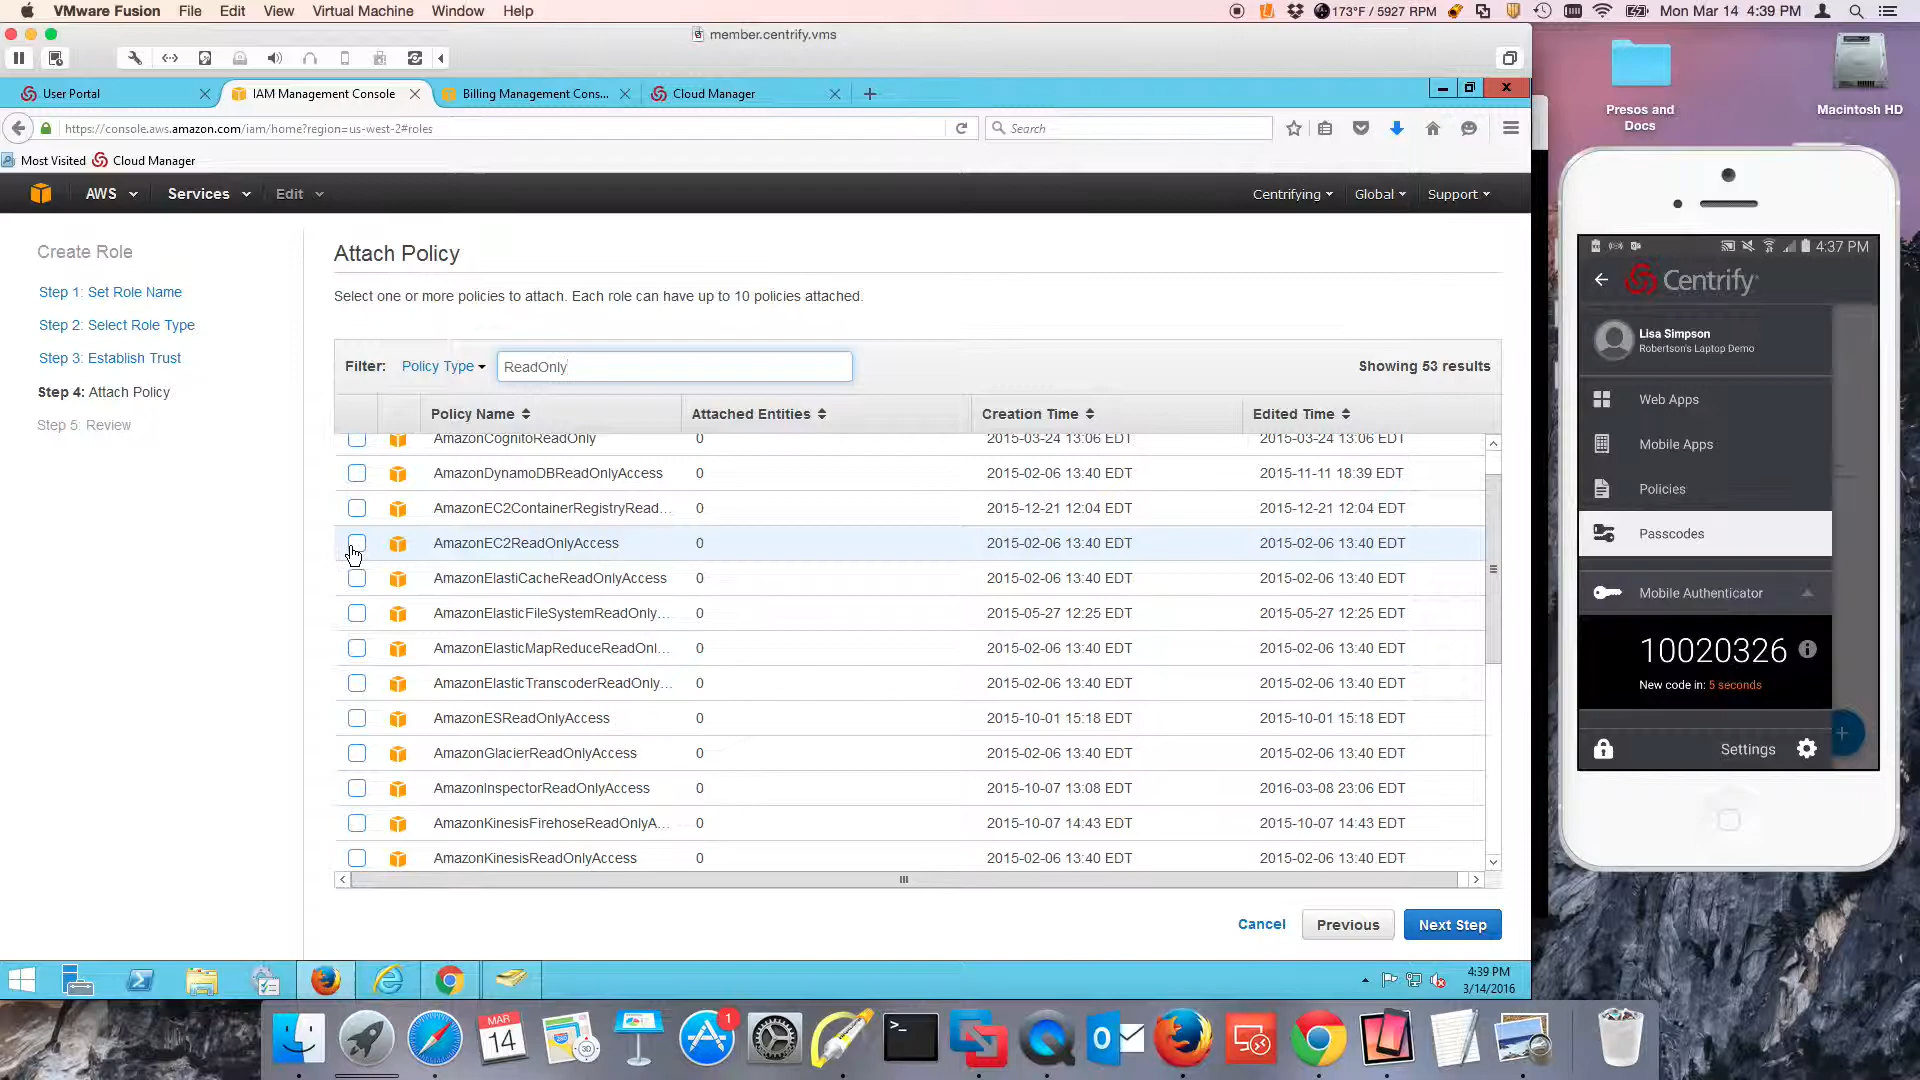 VMware Fusion File Edit View Virtual Machine Window Help
173°F / 5927 RPM Mon Mar 14 4:39 PM
member.centrify.vms
User Portal
IAM Management Console
Billing Management Cons...
Cloud Manager
https://console.aws.amazon.com/iam/home?region=us-west-2#roles
Search
Most Visited Cloud Manager
AWS Services Edit
Centrifying Global Support
Create Role
Step 1: Set Role Name
Step 2: Select Role Type
Step 3: Establish Trust
Step 4: Attach Policy
Step 5: Review
Attach Policy
Select one or more policies to attach. Each role can have up to 10 policies attached.
Filter: Policy Type ReadOnly Showing 53 results
Policy Name Attached Entities Creation Time Edited Time
AmazonCognitoReadOnly 0 2015-03-24 13:06 EDT 2015-03-24 13:06 EDT
AmazonDynamoDBReadOnlyAccess 0 2015-02-06 13:40 EDT 2015-11-11 18:39 EDT
AmazonEC2ContainerRegistryRead... 0 2015-12-21 12:04 EDT 2015-12-21 12:04 EDT
AmazonEC2ReadOnlyAccess 0 2015-02-06 13:40 EDT 2015-02-06 13:40 EDT
AmazonElastiCacheReadOnlyAccess 0 2015-02-06 13:40 EDT 2015-02-06 13:40 EDT
AmazonElasticFileSystemReadOnly... 0 2015-05-27 12:25 EDT 2015-05-27 12:25 EDT
AmazonElasticMapReduceReadOnl... 0 2015-02-06 13:40 EDT 2015-02-06 13:40 EDT
AmazonElasticTranscoderReadOnly... 0 2015-02-06 13:40 EDT 2015-02-06 13:40 EDT
AmazonESReadOnlyAccess 0 2015-10-01 15:18 EDT 2015-10-01 15:18 EDT
AmazonGlacierReadOnlyAccess 0 2015-02-06 13:40 EDT 2015-02-06 13:40 EDT
AmazonInspectorReadOnlyAccess 0 2015-10-07 13:08 EDT 2016-03-08 23:06 EDT
AmazonKinesisFirehoseReadOnlyA... 0 2015-10-07 14:43 EDT 2015-10-07 14:43 EDT
AmazonKinesisReadOnlyAccess 0 2015-02-06 13:40 EDT 2015-02-06 13:40 EDT
Cancel Previous Next Step
4:39 PM
3/14/2016
Presos and
Docs
Macintosh HD
4:37 PM
Centrify
Lisa Simpson
Robertson's Laptop Demo
Web Apps
Mobile Apps
Policies
Passcodes
Mobile Authenticator
10020326
New code in: 5 seconds
Settings
MAR
14
30
1